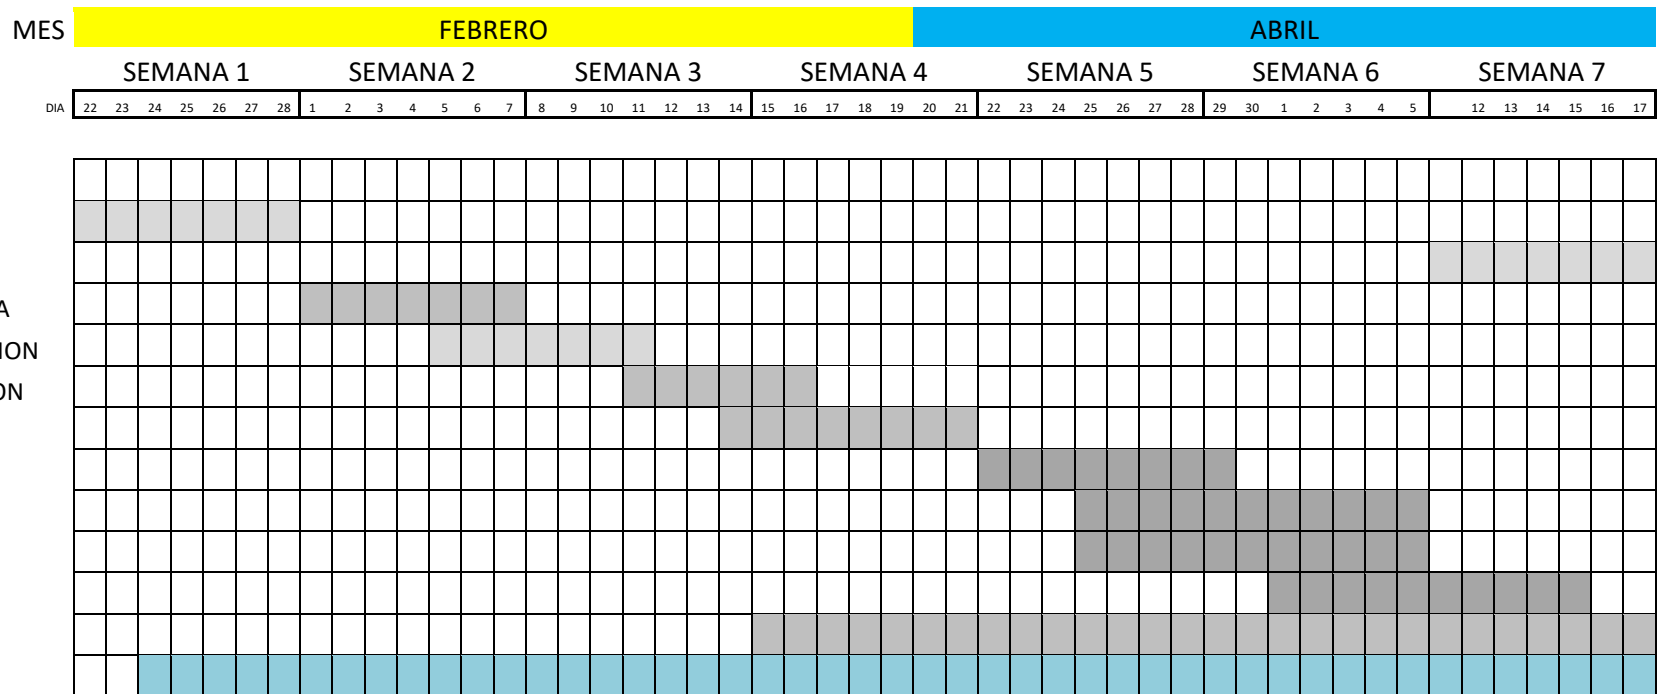 MES FEBRERO ABRIL
SEMANA 1 SEMANA 2 SEMANA 3 SEMANA 4 SEMANA 5 SEMANA 6 SEMANA 7
DIA 22 23 24 25 26 27 28 1 2 3 4 5 6 7 8 9 10 11 12 13 14 15 16 17 18 19 20 21 22 23 24 25 26 27 28 29 30 1 2 3 4 5 12 13 14 15 16 17
A
ION
ON